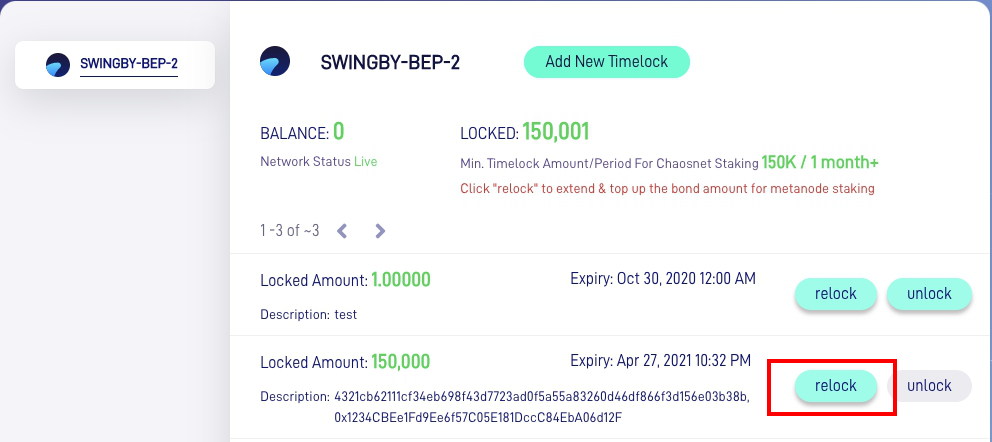 SWINGBY-BEP-2
SWINGBY-BEP-2
Add New Timelock
BALANCE: 0
LOCKED: 150,001
Network Status Live
Min. Timelock Amount/Period For Chaosnet Staking 150K / 1 month+
Click "relock" to extend & top up the bond amount for metanode staking
1 -3 of ~3
Locked Amount: 1.00000
Expiry: Oct 30, 2020 12:00 AM
relock
unlock
Description: test
Locked Amount: 150,000
Expiry: Apr 27, 2021 10:32 PM
relock
unlock
Description: 4321cb62111cf34eb698f43d7723ad0f5a55a83260d46df866f3d156e03b38b,
0x1234CBEe1Fd9Ee6f57C05E181DccC84EbA06d12F